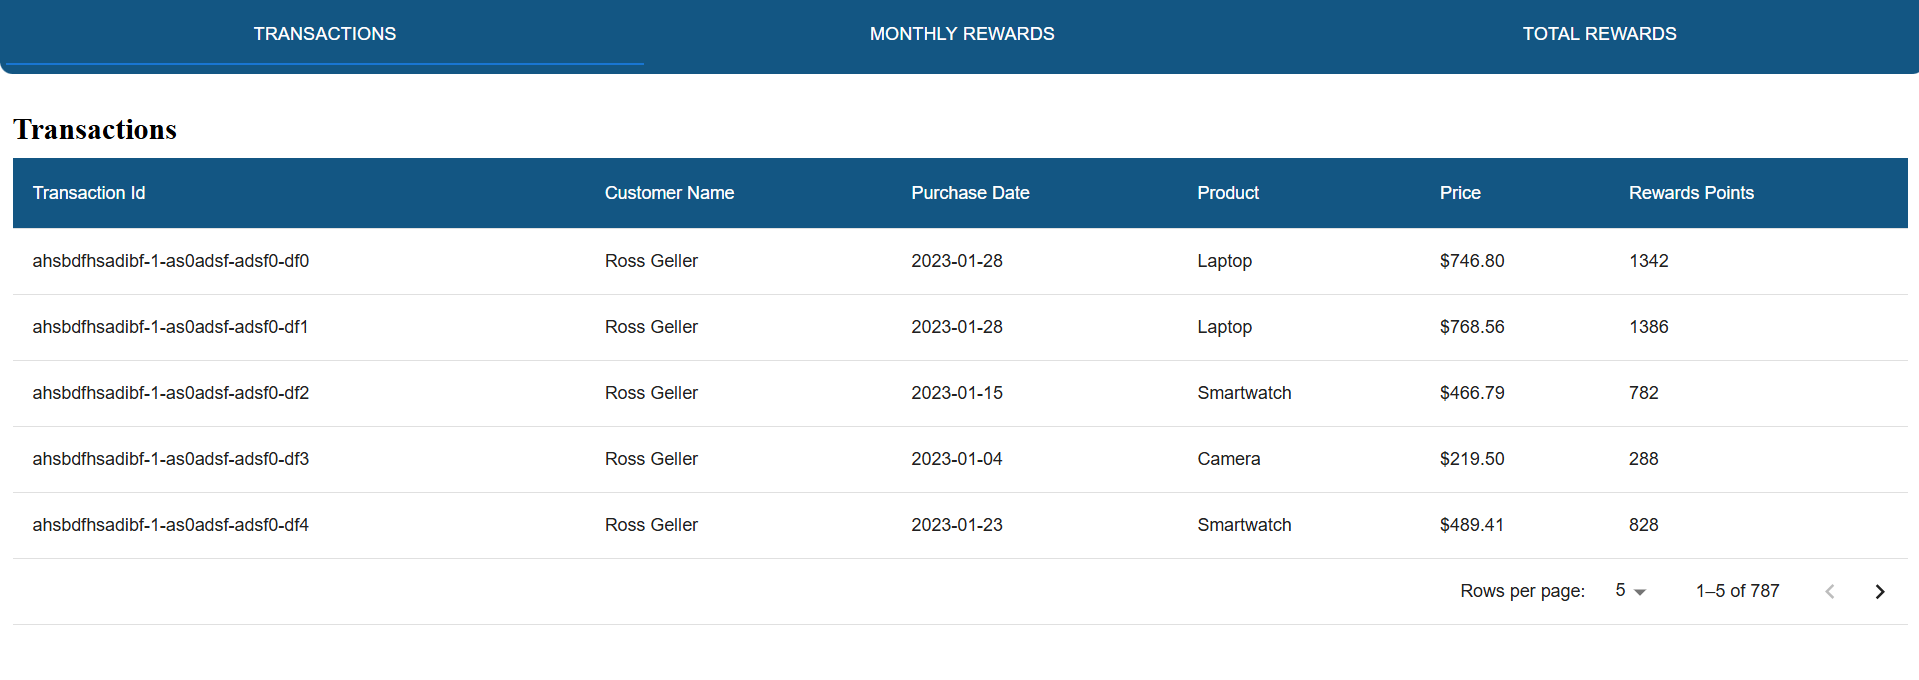 TRANSACTIONS MONTHLY REWARDS TOTAL REWARDS
Transactions
Transaction Id Customer Name Purchase Date Product Price Rewards Points
ahsbdfhsadibf-1-as0adsf-adsf0-df0 Ross Geller 2023-01-28 Laptop $746.80 1342
ahsbdfhsadibf-1-as0adsf-adsf0-df1 Ross Geller 2023-01-28 Laptop $768.56 1386
ahsbdfhsadibf-1-as0adsf-adsf0-df2 Ross Geller 2023-01-15 Smartwatch $466.79 782
ahsbdfhsadibf-1-as0adsf-adsf0-df3 Ross Geller 2023-01-04 Camera $219.50 288
ahsbdfhsadibf-1-as0adsf-adsf0-df4 Ross Geller 2023-01-23 Smartwatch $489.41 828
Rows per page: 5 1–5 of 787